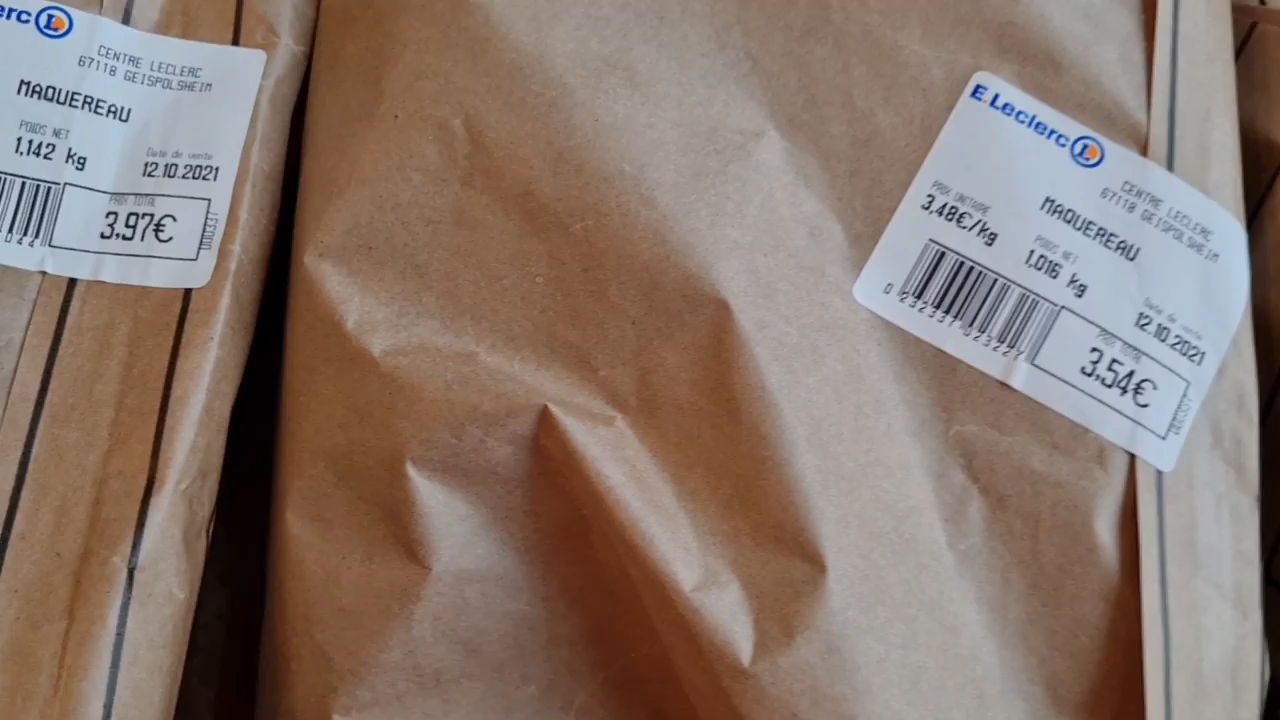 CENTRE LECLERC
67118 GEISPOLSHEIM
MAQUEREAU
POIDS NET
1,142 kg
Date de vente
12.10.2021
PRIX TOTAL
3,97€
E.Leclerc L
CENTRE LECLERC
67118 GEISPOLSHEIM
MAQUEREAU
PRIX UNITAIRE
3,48€/kg
POIDS NET
1,016 kg
Date de vente
12.10.2021
PRIX TOTAL
3,54€